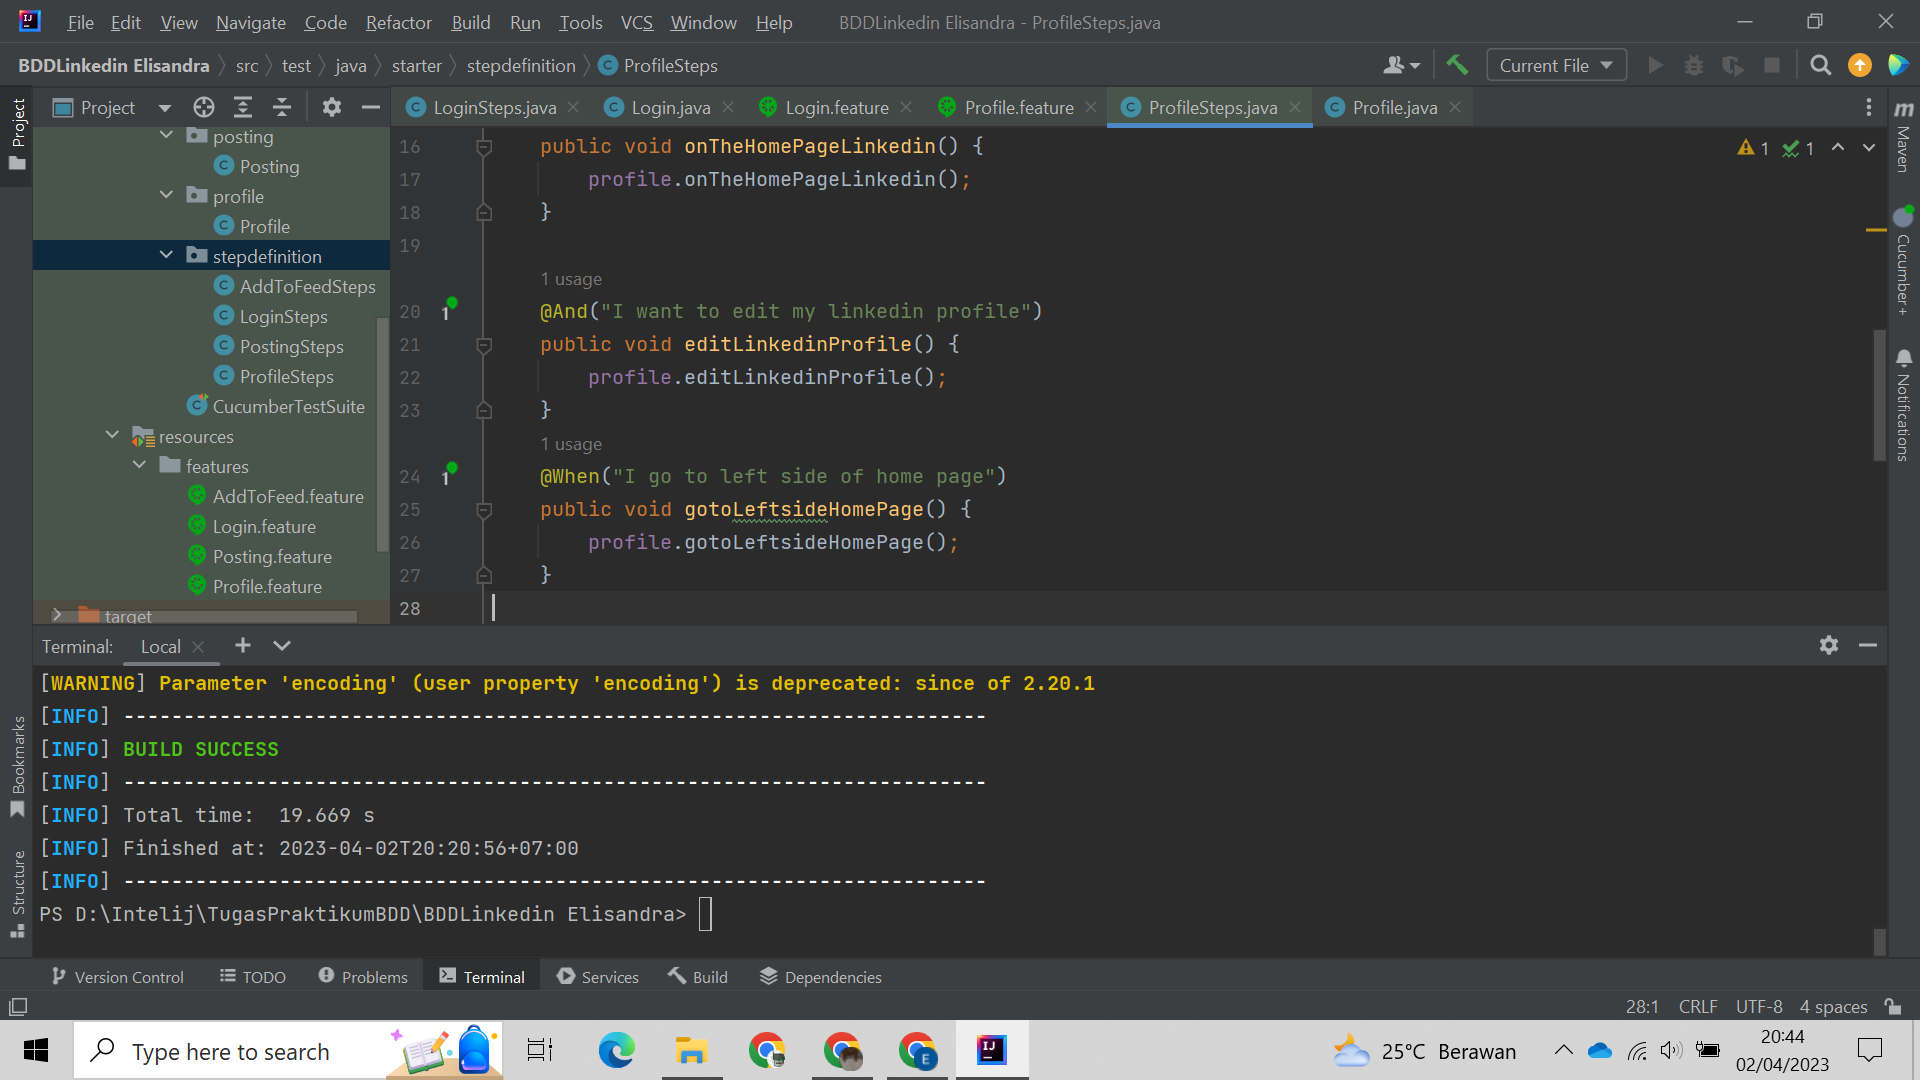 File Edit View Navigate Code Refactor Build Run Tools VCS Window Help BDDLinkedin Elisandra - ProfileSteps.java
BDDLinkedin Elisandra src test java starter stepdefinition ProfileSteps Current File
Project LoginSteps.java Login.java Login.feature Profile.feature ProfileSteps.java Profile.java
Project
Maven
Cucumber+
Notifications
posting
Posting
profile
Profile
stepdefinition
AddToFeedSteps
LoginSteps
PostingSteps
ProfileSteps
CucumberTestSuite
resources
features
AddToFeed.feature
Login.feature
Posting.feature
Profile.feature
target
1 1
16 public void onTheHomePageLinkedin() {
17 profile.onTheHomePageLinkedin();
18 }
19
1 usage
20 @And("I want to edit my linkedin profile")
21 public void editLinkedinProfile() {
22 profile.editLinkedinProfile();
23 }
1 usage
24 @When("I go to left side of home page")
25 public void gotoLeftsideHomePage() {
26 profile.gotoLeftsideHomePage();
27 }
28
Terminal: Local
[WARNING] Parameter 'encoding' (user property 'encoding') is deprecated: since of 2.20.1
[INFO] ------------------------------------------------------------------------
[INFO] BUILD SUCCESS
[INFO] ------------------------------------------------------------------------
[INFO] Total time:  19.669 s
[INFO] Finished at: 2023-04-02T20:20:56+07:00
[INFO] ------------------------------------------------------------------------
PS D:\Intelij\TugasPraktikumBDD\BDDLinkedin Elisandra>
Bookmarks
Structure
Version Control TODO Problems Terminal Services Build Dependencies
28:1 CRLF UTF-8 4 spaces
Type here to search 25°C Berawan 20:44
02/04/2023